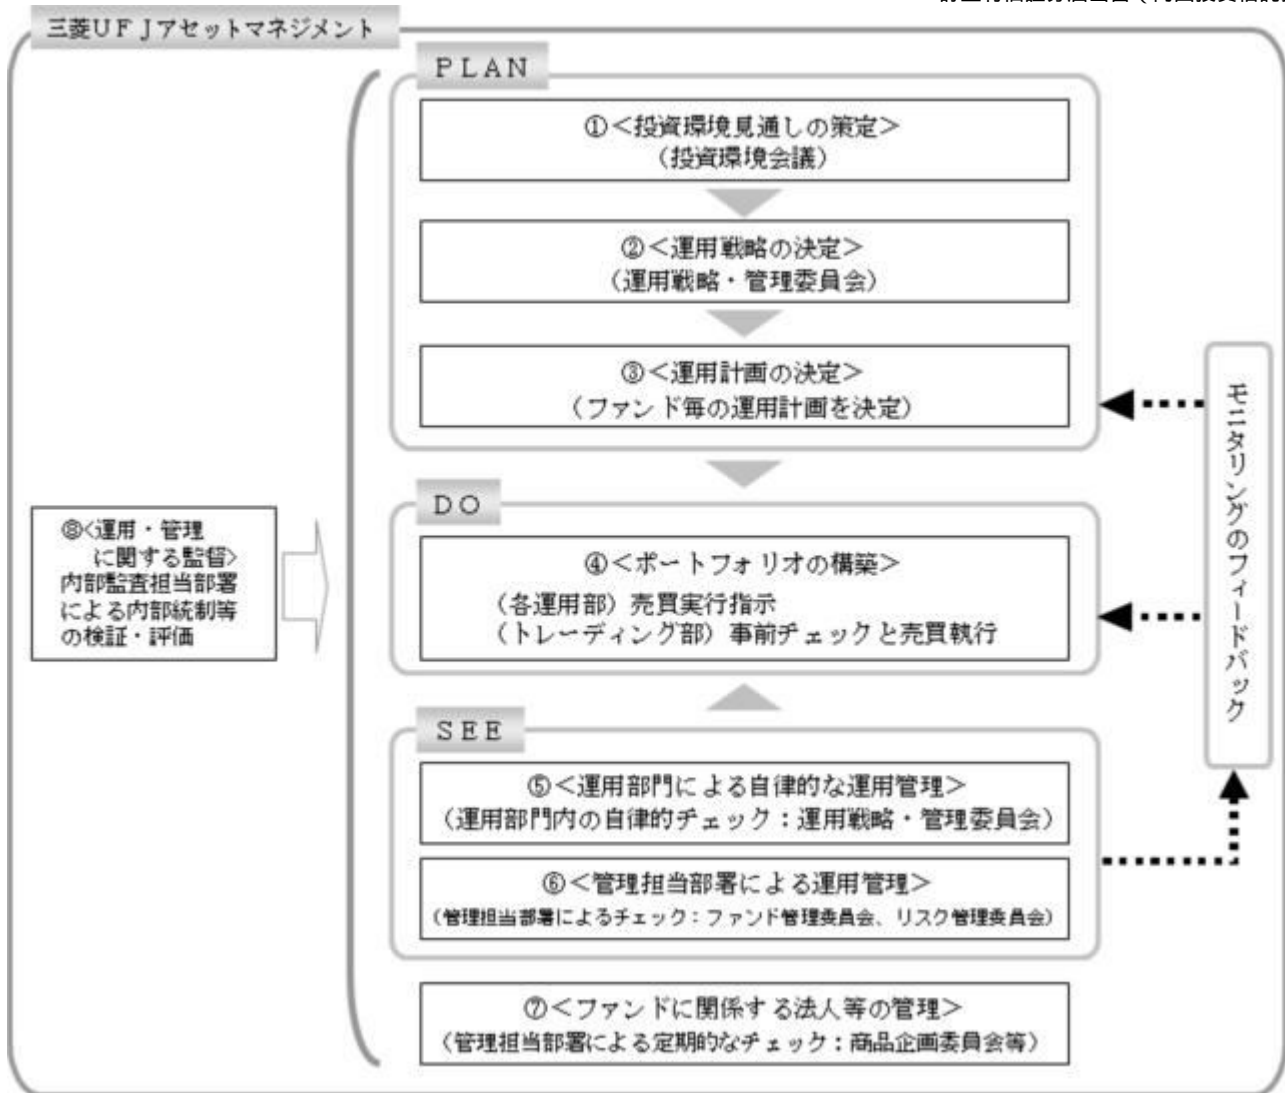 三菱ＵＦＪアセットマネジメント
ＰＬＡＮ
①＜投資環境見通しの策定＞
（投資環境会議）
②＜運用戦略の決定＞
（運用戦略・管理委員会）
③＜運用計画の決定＞
（ファンド毎の運用計画を決定）
ＤＯ
④＜ポートフォリオの構築＞
（各運用部）売買実行指示
（トレーディング部）事前チェックと売買執行
ＳＥＥ
⑤＜運用部門による自律的な運用管理＞
（運用部門内の自律的チェック：運用戦略・管理委員会）
⑥＜管理担当部署による運用管理＞
（管理担当部署によるチェック：ファンド管理委員会、リスク管理委員会）
⑦＜ファンドに関係する法人等の管理＞
（管理担当部署による定期的なチェック：商品企画委員会等）
⑧<運用・管理
に関する監督>
内部監査担当部署
による内部統制等
の検証・評価
モニタリングのフィードバック